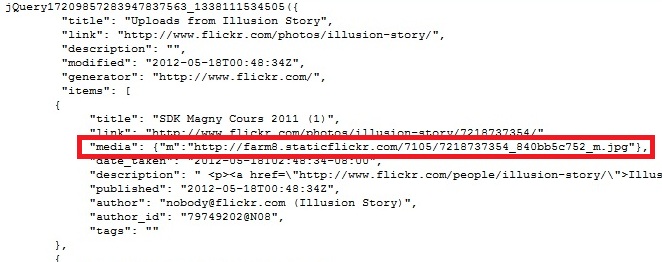 jQuery17209857283947837563_1338111534505({
"title": "Uploads from Illusion Story",
"link": "http://www.flickr.com/photos/illusion-story/",
"description": "",
"modified": "2012-05-18T00:48:34Z",
"generator": "http://www.flickr.com/",
"items": [
{
"title": "SDK Magny Cours 2011 (1)",
"link": "http://www.flickr.com/photos/illusion-story/7218737354/"
"media": {"m":"http://farm8.staticflickr.com/7105/7218737354_840bb5c752_m.jpg"},
"date_taken": "2012-05-18T02:48:34-08:00",
"description": " <p><a href=\"http://www.flickr.com/people/illusion-story/\">Illus
"published": "2012-05-18T00:48:34Z",
"author": "nobody@flickr.com (Illusion Story)",
"author_id": "79749202@N08",
"tags": ""
},
{